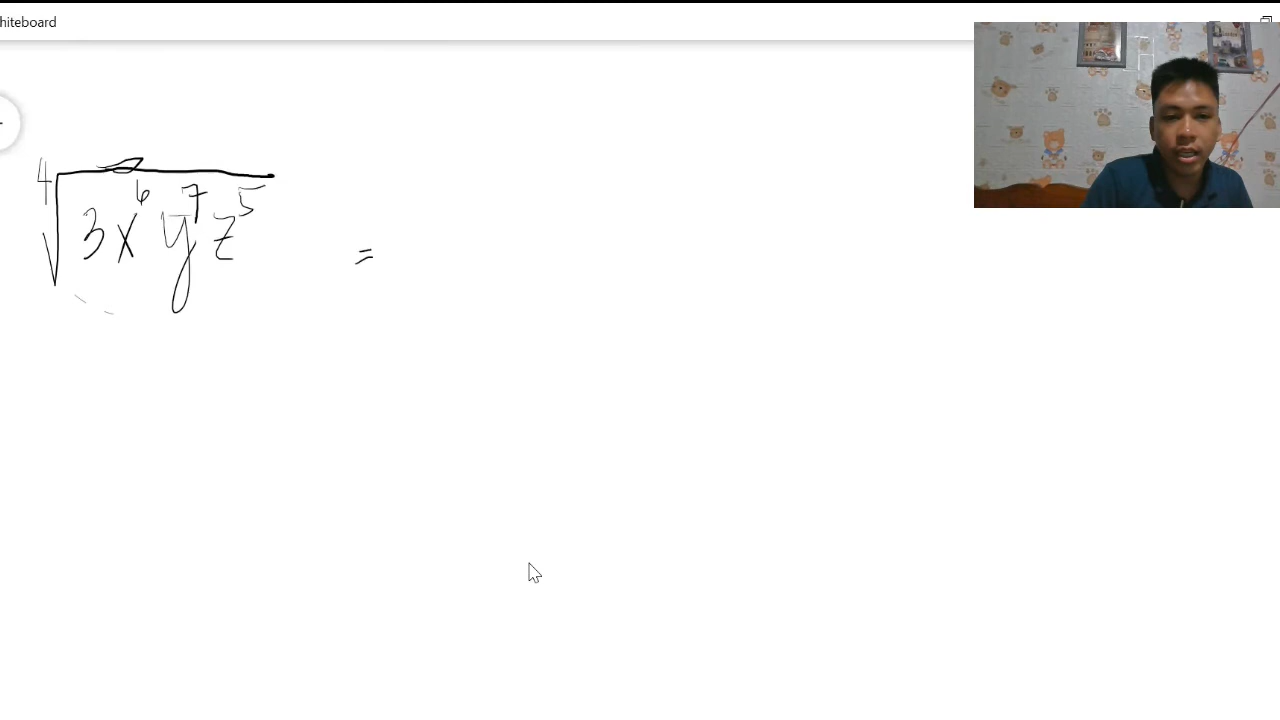 hiteboard
⁴√3x⁶y⁷z⁵ =